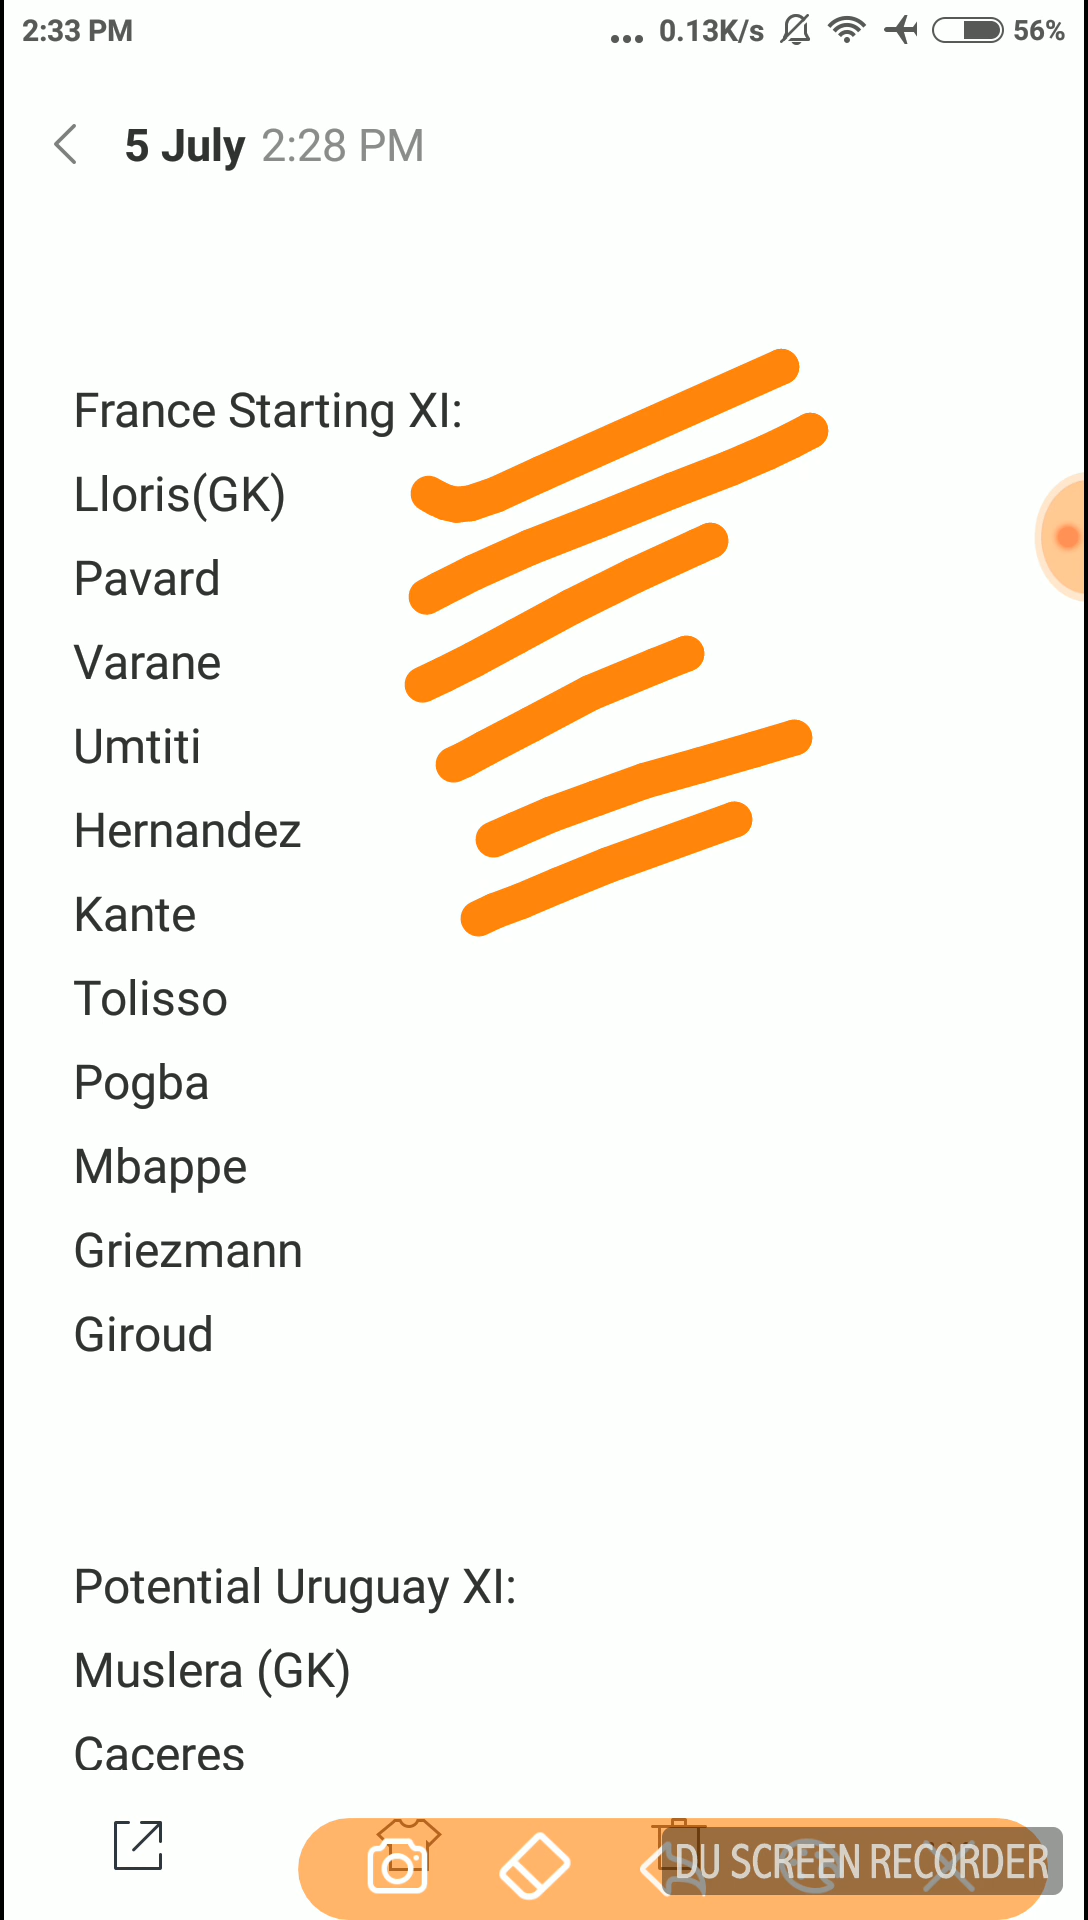 2:33 PM ... 0.13K/s 56%
5 July 2:28 PM
France Starting XI:
Lloris(GK)
Pavard
Varane
Umtiti
Hernandez
Kante
Tolisso
Pogba
Mbappe
Griezmann
Giroud
Potential Uruguay XI:
Muslera (GK)
Caceres
DU SCREEN RECORDER